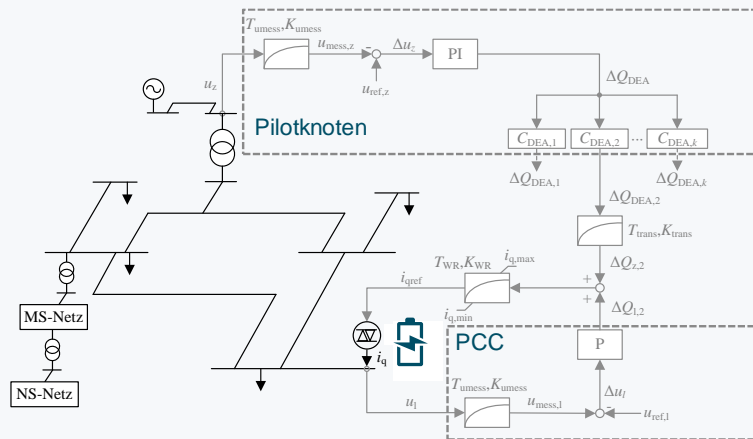 T_umess,K_umess
u_mess,z
-
Δu_z
PI
u_z
u_ref,z
ΔQ_DEA
Pilotknoten
C_DEA,1
C_DEA,2
...
C_DEA,k
ΔQ_DEA,1
ΔQ_DEA,k
ΔQ_DEA,2
T_trans,K_trans
T_WR,K_WR
i_q,max
+
ΔQ_z,2
i_qref
+
ΔQ_l,2
i_q,min
MS-Netz
PCC
P
i_q
T_umess,K_umess
Δu_l
NS-Netz
u_l
u_mess,l
-
u_ref,l